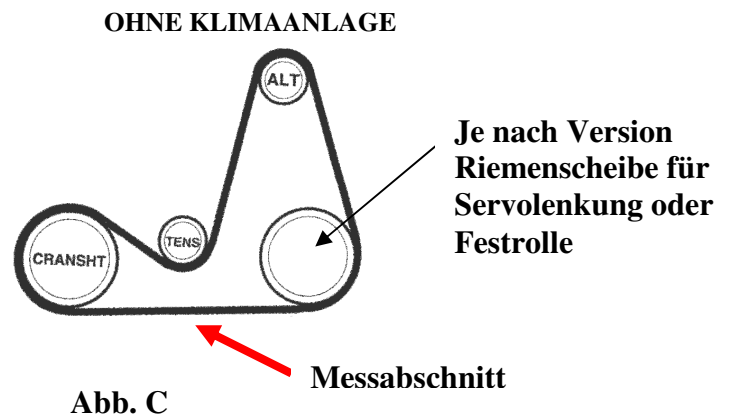 OHNE KLIMAANLAGE
ALT
Je nach Version
Riemenscheibe für
Servolenkung oder
Festrolle
TENS
CRANSHT
Messabschnitt
Abb. C